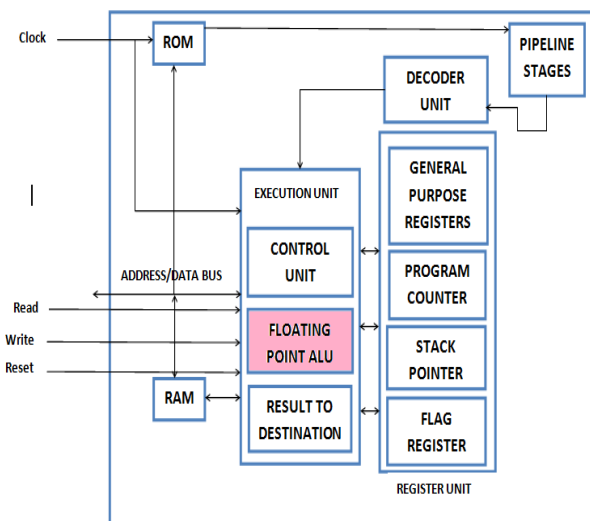 Clock
ROM
PIPELINE
STAGES
DECODER
UNIT
EXECUTION UNIT
GENERAL
PURPOSE
REGISTERS
CONTROL
UNIT
ADDRESS/DATA BUS
PROGRAM
COUNTER
Read
Write
Reset
FLOATING
POINT ALU
STACK
POINTER
RAM
RESULT TO
DESTINATION
FLAG
REGISTER
REGISTER UNIT